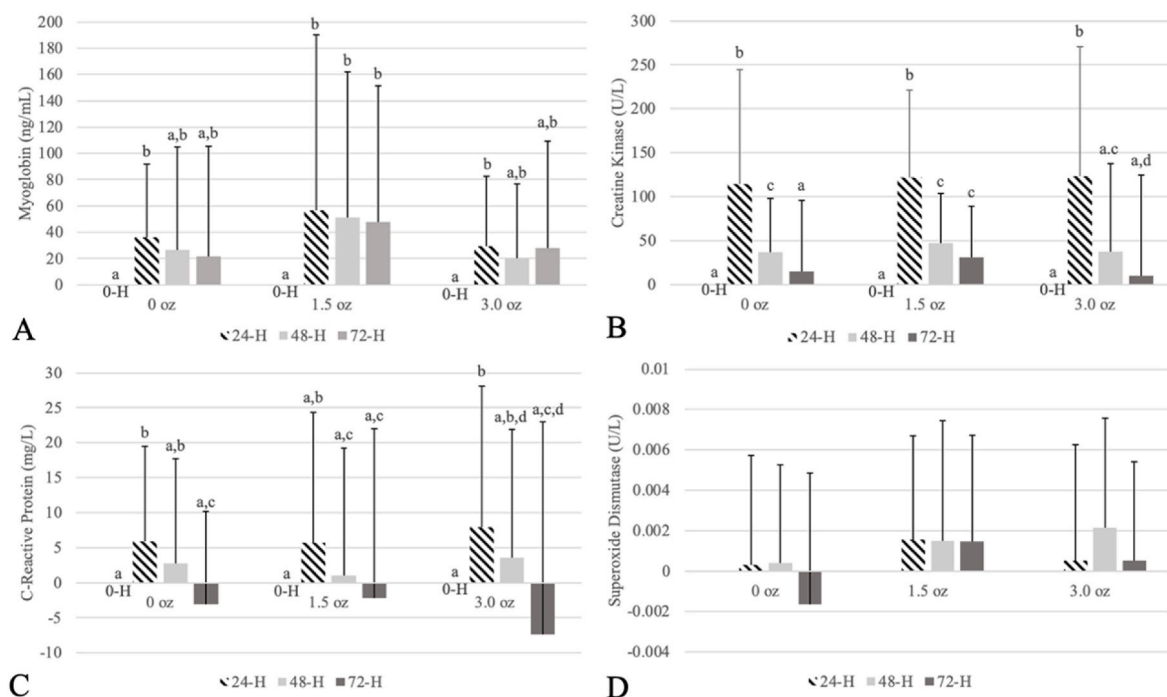 Myoglobin (ng/mL)
200
180
160
140
120
100
80
60
40
20
0
a
b
a,b
a,b
a
b
b
b
a
b
a,b
a,b
0-H
0-H
0-H
0 oz
1.5 oz
3.0 oz
24-H 48-H 72-H
A
Creatine Kinase (U/L)
300
250
200
150
100
50
0
a
b
c
a
a
b
c
c
a
b
a.c
a,d
0-H
0-H
0-H
0 oz
1.5 oz
3.0 oz
24-H 48-H 72-H
B
C-Reactive Protein (mg/L)
30
25
20
15
10
5
0
-5
-10
a
b
a,b
a,c
a
a,b
a,c
a,c
a
b
a,b,d
a,c,d
0-H
0-H
0-H
0 oz
1.5 oz
3.0 oz
24-H 48-H 72-H
C
Superoxide Dismutase (U/L)
0.01
0.008
0.006
0.004
0.002
0
-0.002
-0.004
0 oz
1.5 oz
3.0 oz
24-H 48-H 72-H
D